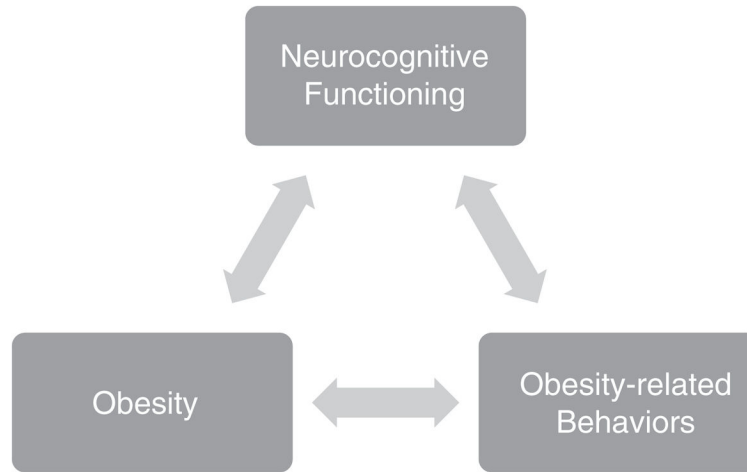 Neurocognitive
Functioning
Obesity
Obesity-related
Behaviors